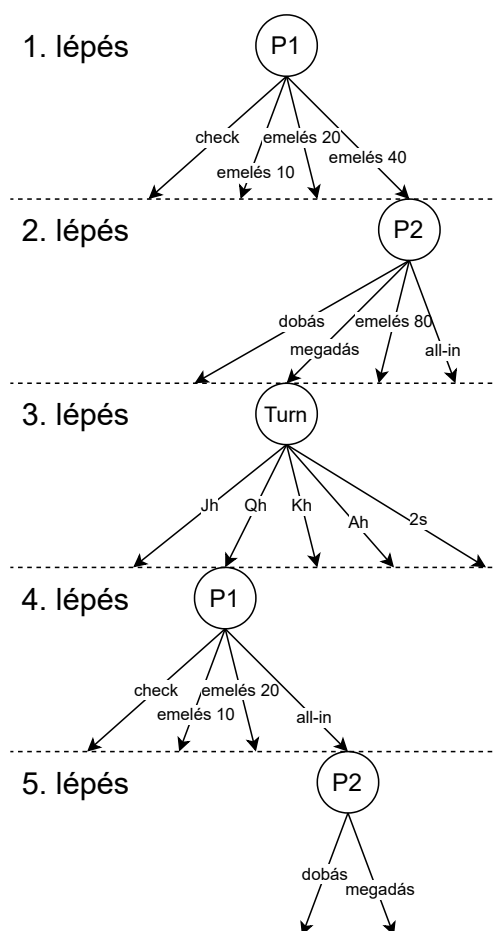 1. lépés
P1
check
emelés 20
emelés 40
emelés 10
2. lépés
P2
dobás
emelés 80
megadás
all-in
3. lépés
Turn
Jh
Qh
Kh
Ah
2s
4. lépés
P1
check
emelés 20
emelés 10
all-in
5. lépés
P2
dobás
megadás